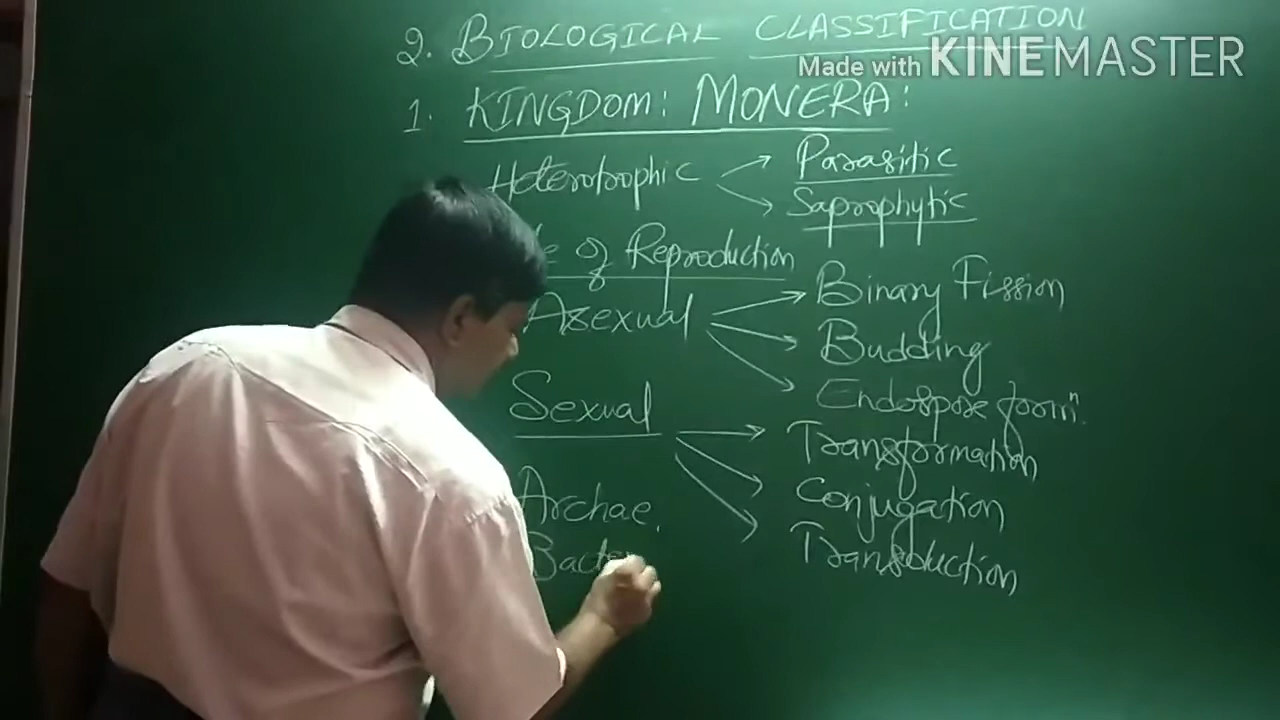 2. BIOLOGICAL CLASSIFICATION
Made with KINEMASTER
1. KINGDOM: MONERA:
Heterotrophic
Parasitic
Saprophytic
of Reproduction
Asexual
Binary Fission
Budding
Endospore formⁿ.
Sexual
Transformation
Conjugation
Transduction
Archae